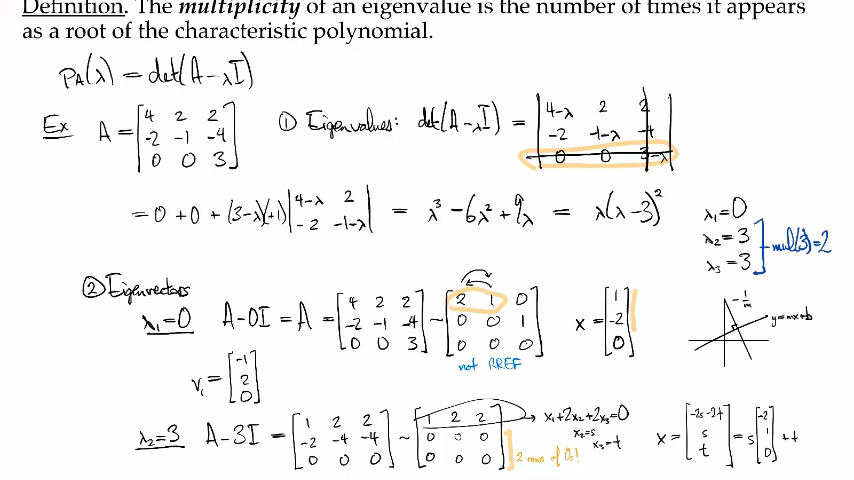 Definition. The multiplicity of an eigenvalue is the number of times it appears
as a root of the characteristic polynomial.
PA(λ) = det(A-λI)
Ex A = [4 2 2; -2 -1 -4; 0 0 3] ① Eigenvalues: det(A-λI) = |4-λ 2 2; -2 -1-λ -4; 0 0 3-λ|
= 0 + 0 + (3-λ)(+1)|4-λ 2; -2 -1-λ| = λ³ - 6λ² + 9λ = λ(λ-3)²
λ₁=0
λ₂=3
λ₃=3
mul(3)=2
② Eigenvectors
λ₁=0 A-0I = A = [4 2 2; -2 -1 -4; 0 0 3] ~ [2 1 0; 0 0 1; 0 0 0] x = [1; -2; 0]
not RREF
-1/m
y=mx+b
v₁ = [-1; 2; 0]
λ₂=3 A-3I = [1 2 2; -2 -4 -4; 0 0 0] ~ [1 2 2; 0 0 0; 0 0 0] → x₁+2x₂+2x₃=0
x₂=s
x₃=t
2 rows of 0s!
x = [-2s-2t; s; t] = s[-2; 1; 0] + t